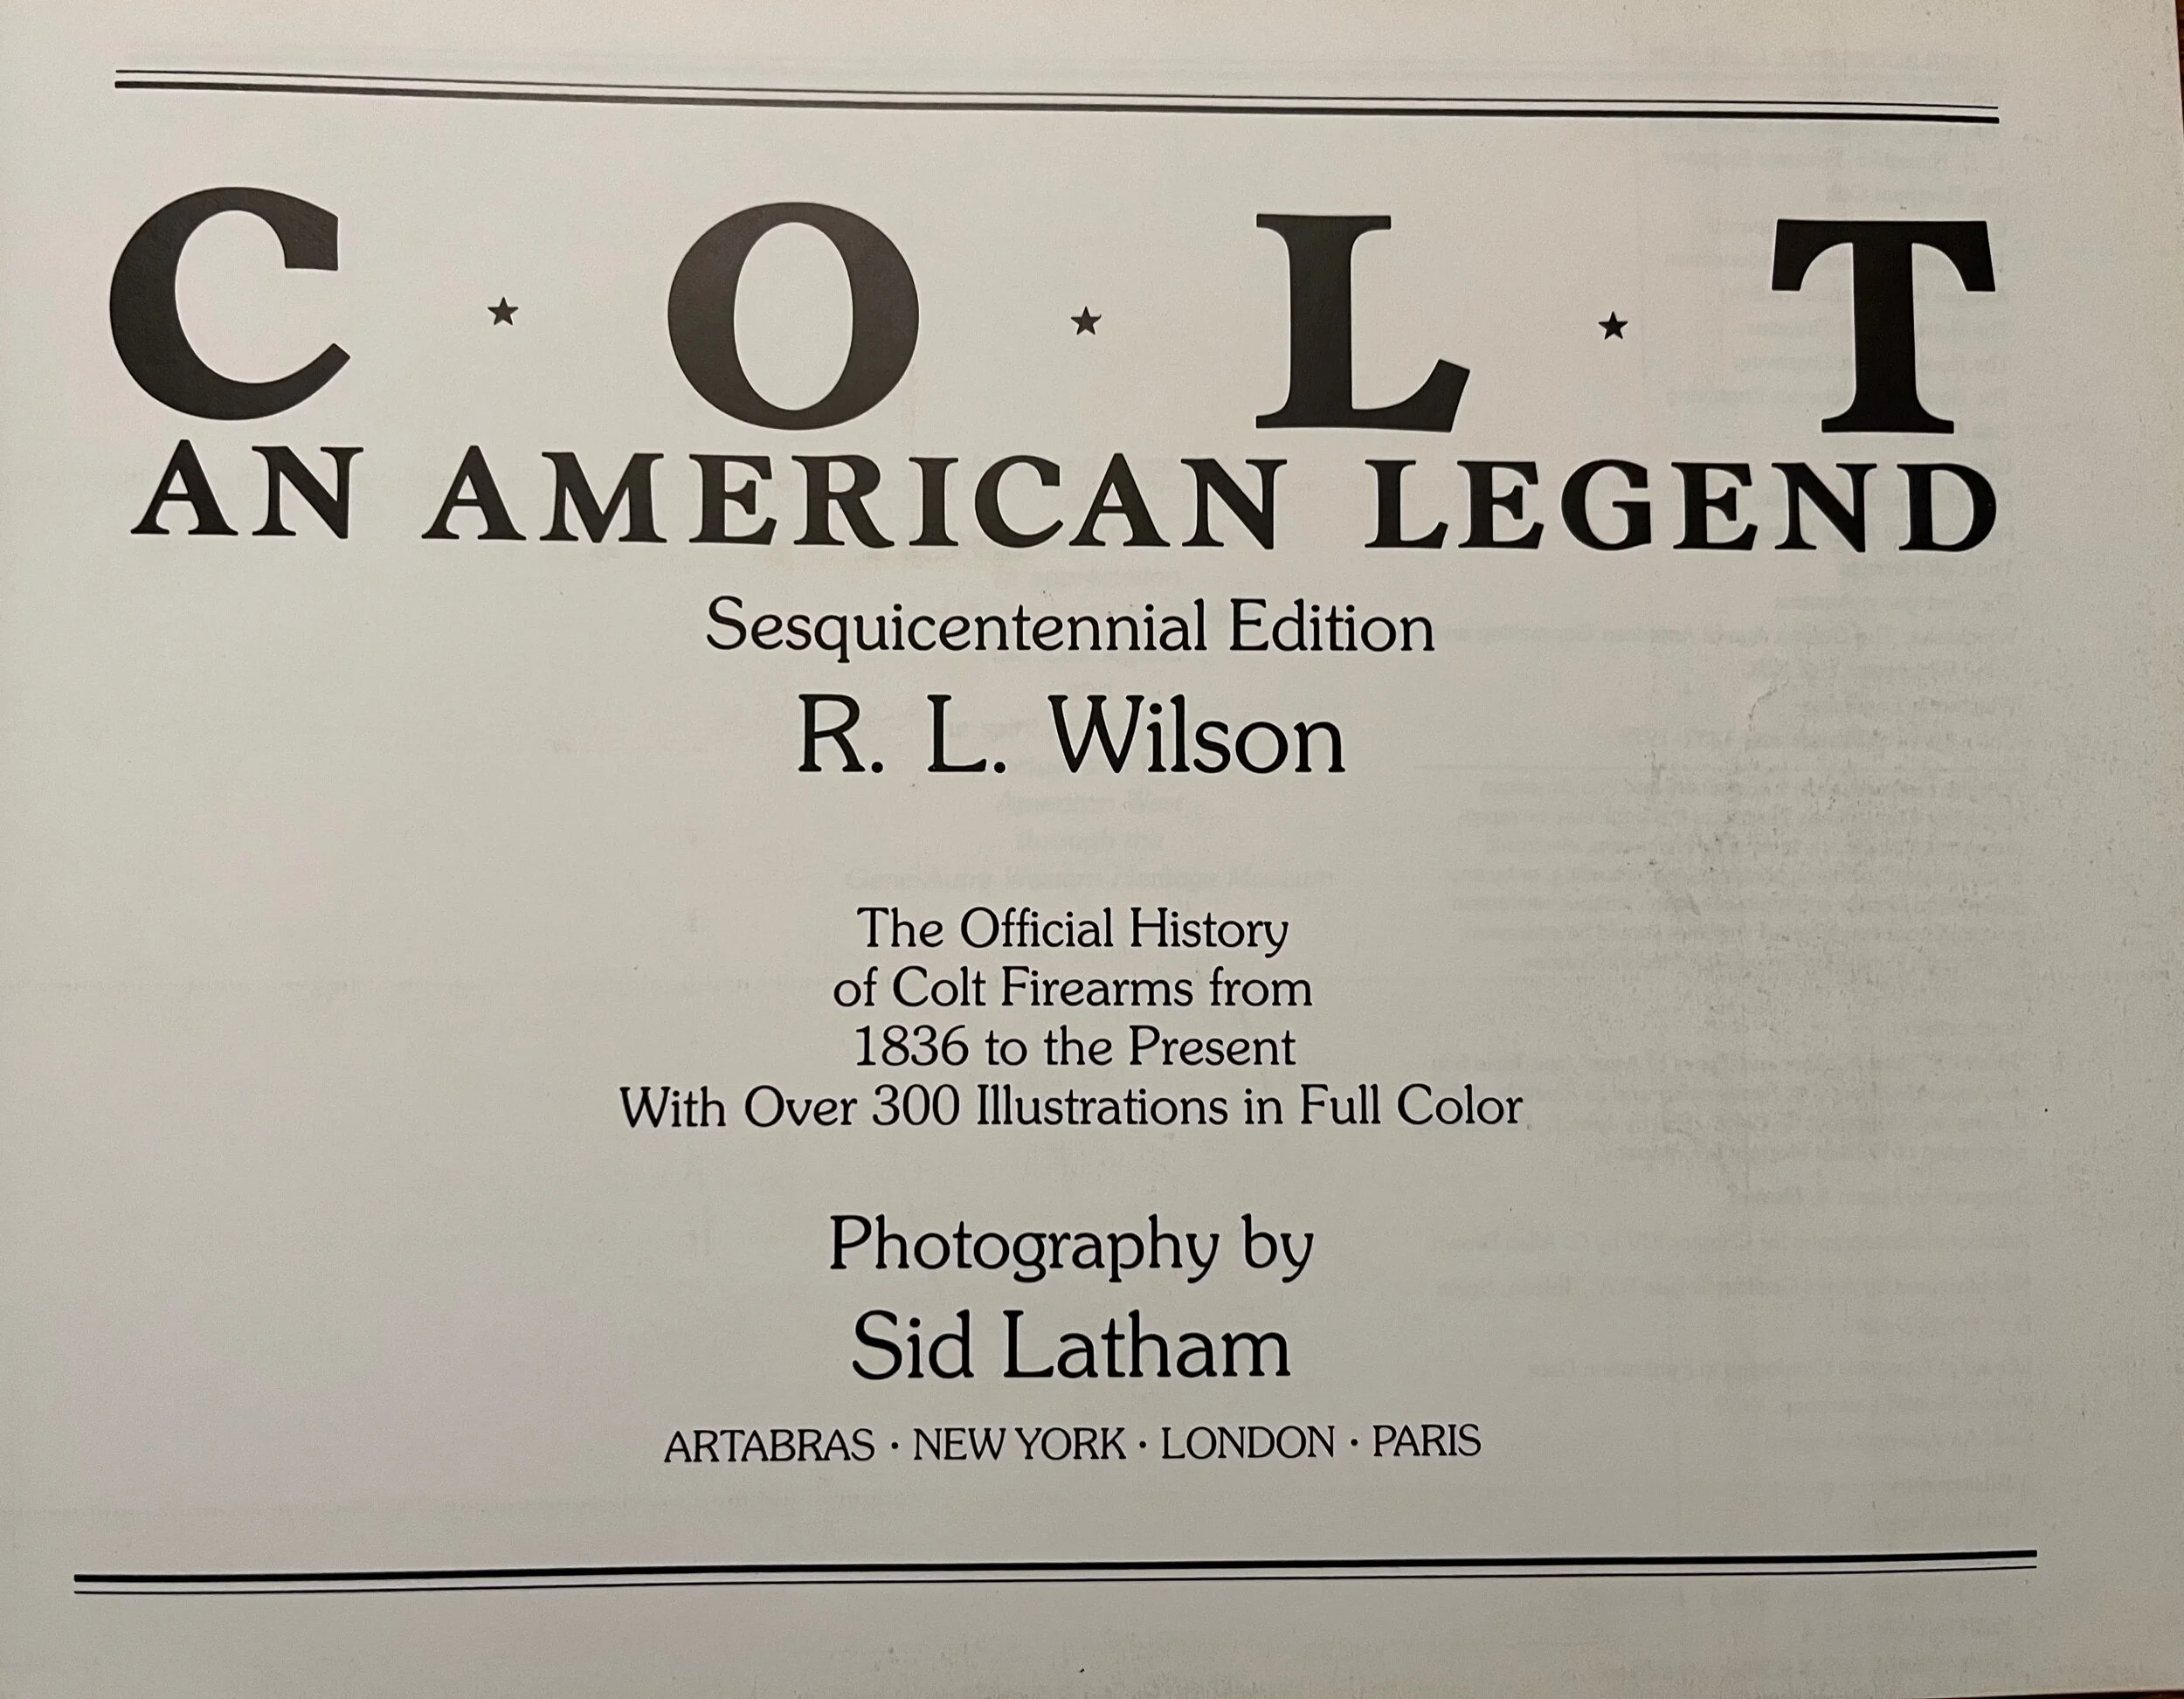 C ★ O ★ L ★ T
AN AMERICAN LEGEND
Sesquicentennial Edition
R. L. Wilson
The Official History
of Colt Firearms from
1836 to the Present
With Over 300 Illustrations in Full Color
Photography by
Sid Latham
ARTABRAS · NEW YORK · LONDON · PARIS